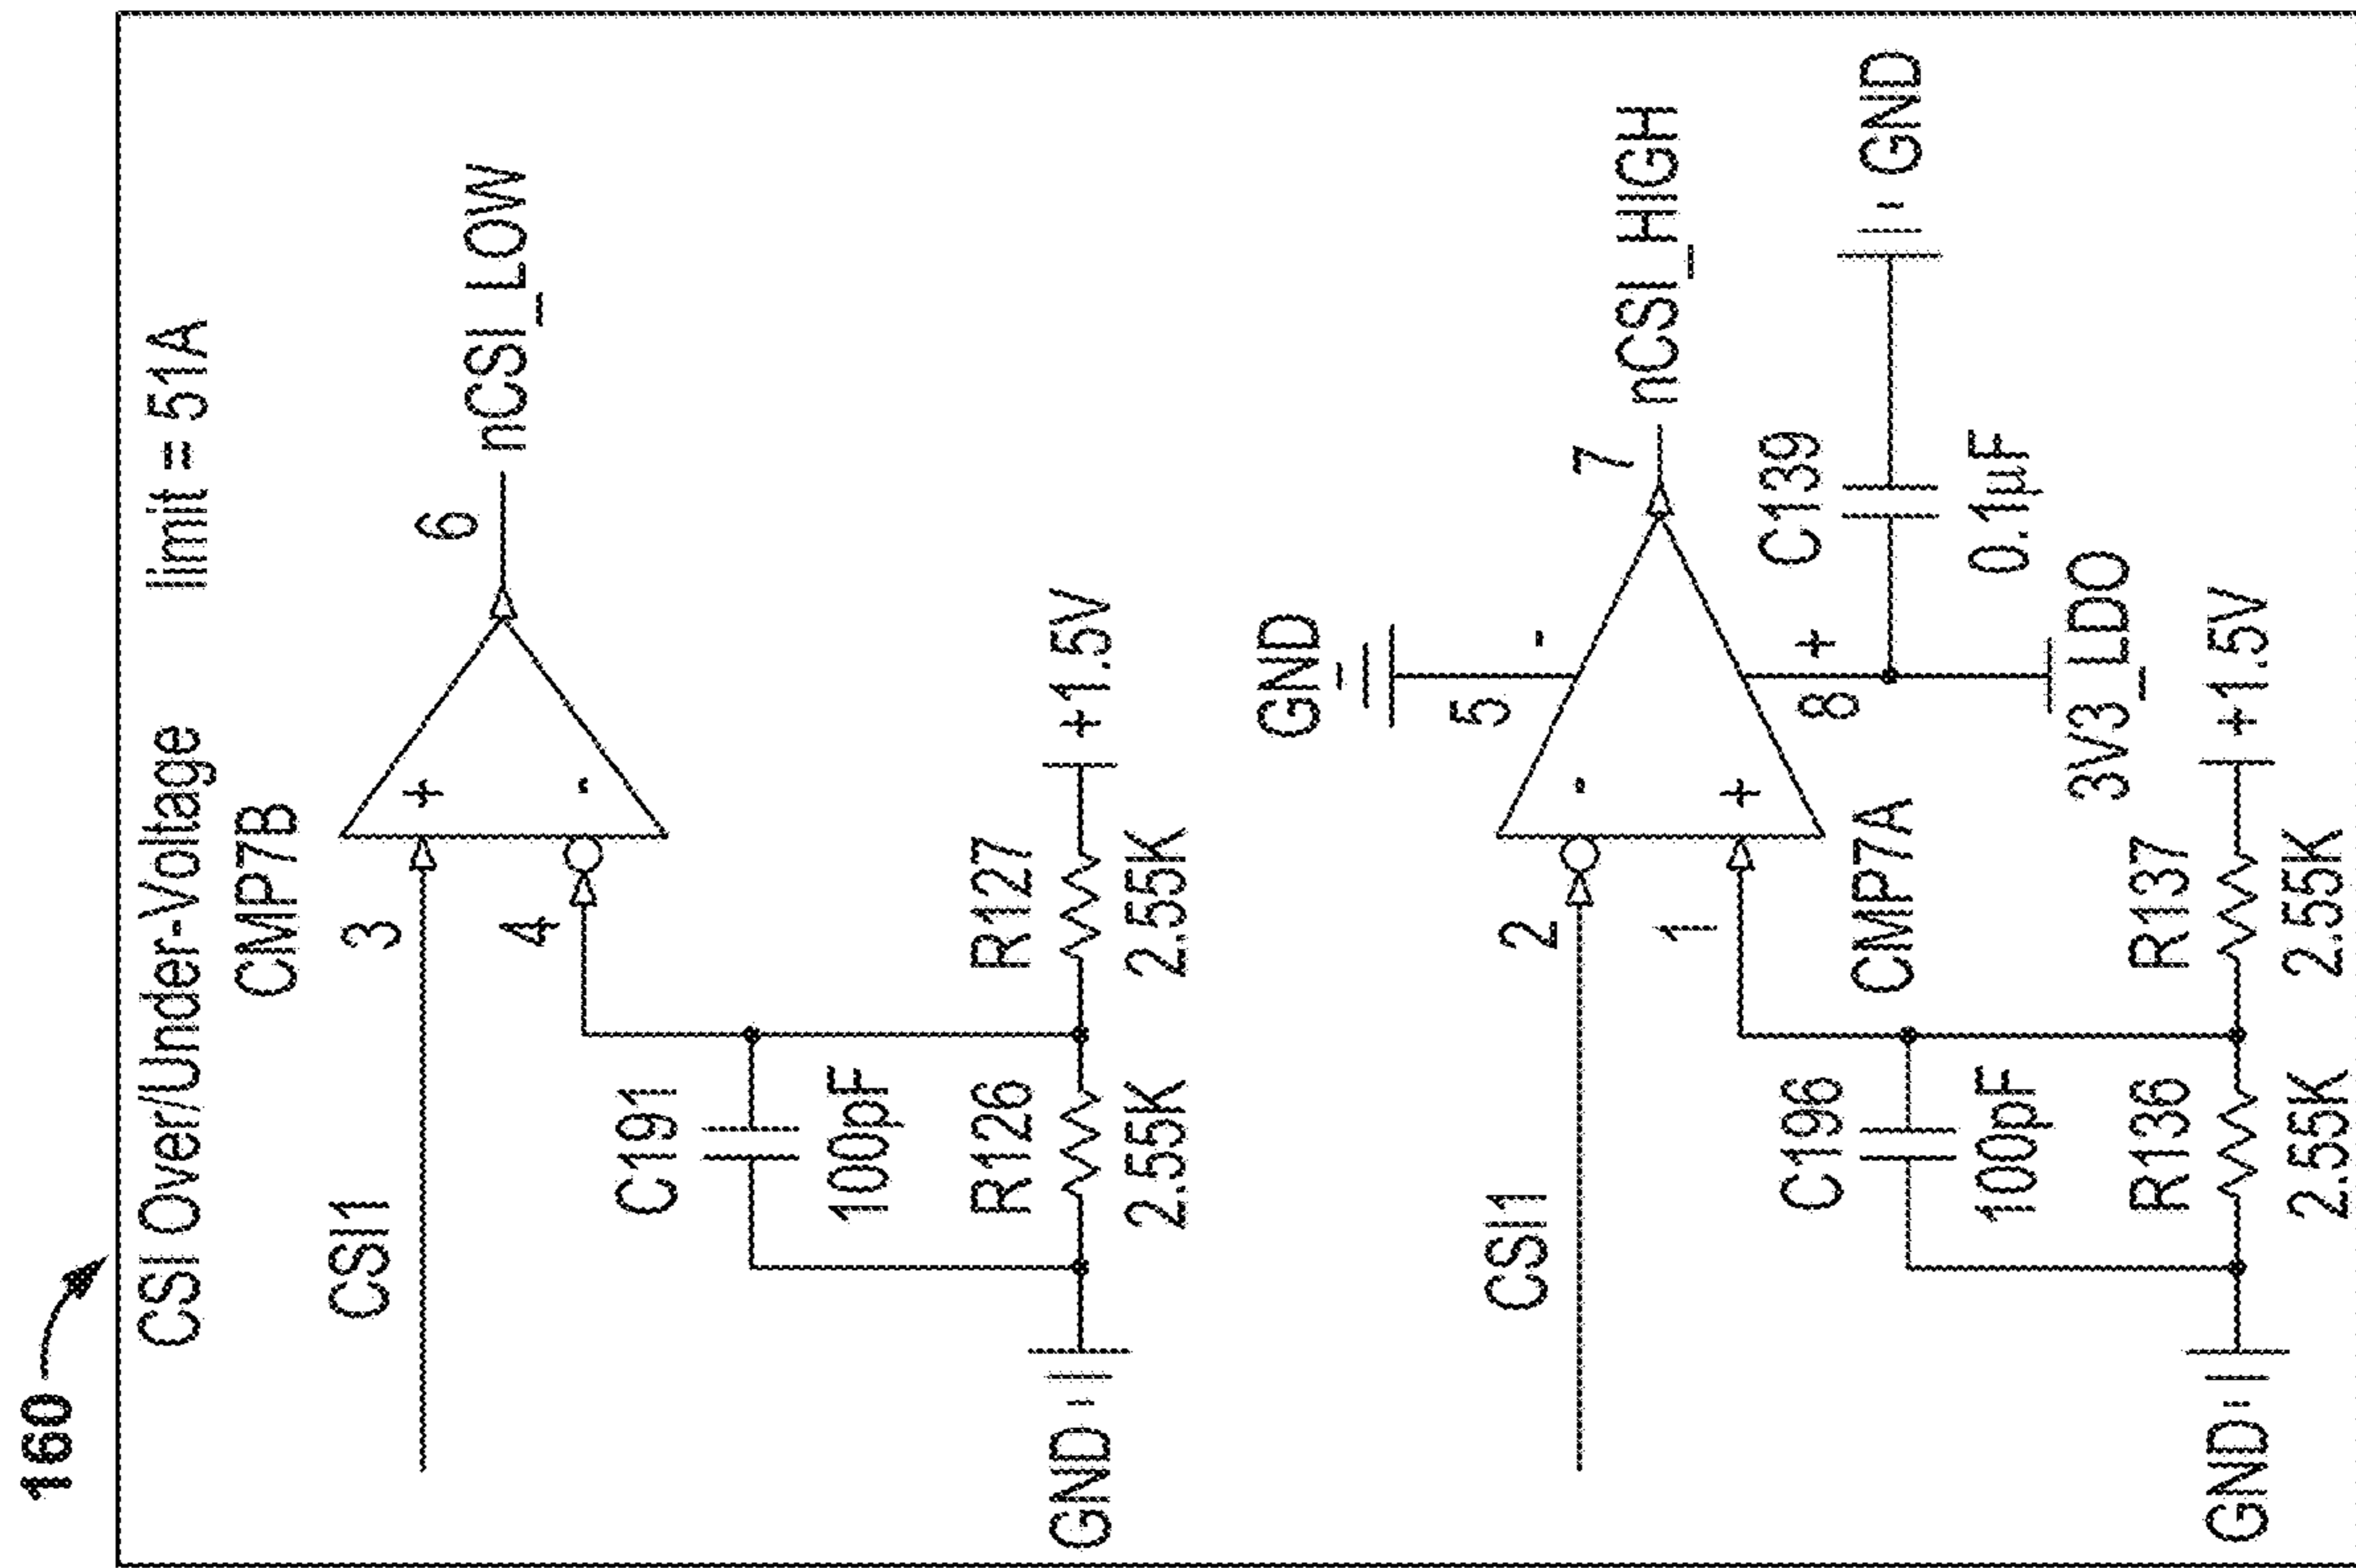 160
CSI Over/Under-Voltage limit = 51A
CMP7B
CSI1
3
+
6
nCSI_LOW
4
-
C191
100pF
R126
R127
+1.5V
2.55K
2.55K
GND
GND
5
-
CSI1
2
-
7
nCSI_HIGH
1
+
8
+
C139
GND
0.1µF
CMP7A
3V3_LDO
C196
100pF
R136
R137
+1.5V
2.55K
2.55K
GND